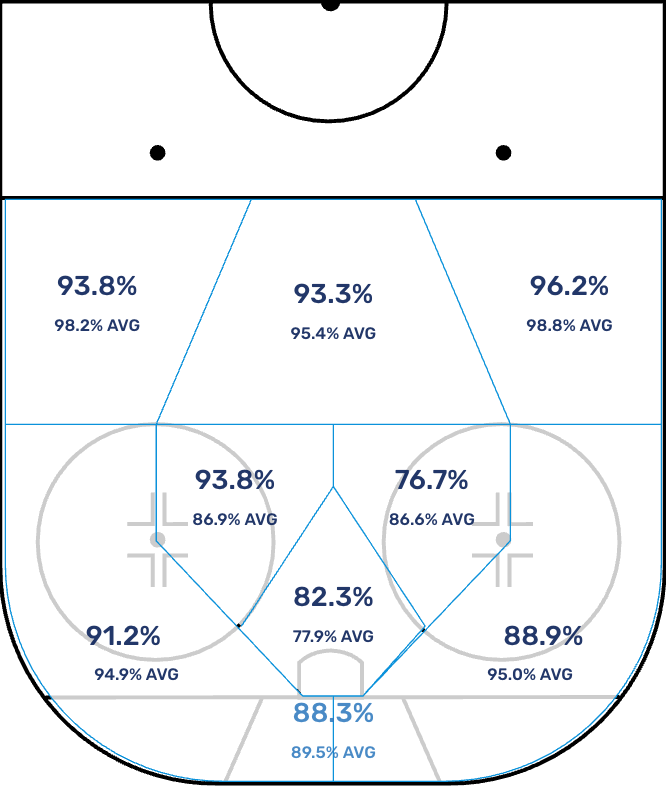 93.8%
98.2% AVG
93.3%
95.4% AVG
96.2%
98.8% AVG
93.8%
86.9% AVG
76.7%
86.6% AVG
82.3%
77.9% AVG
91.2%
94.9% AVG
88.9%
95.0% AVG
88.3%
89.5% AVG